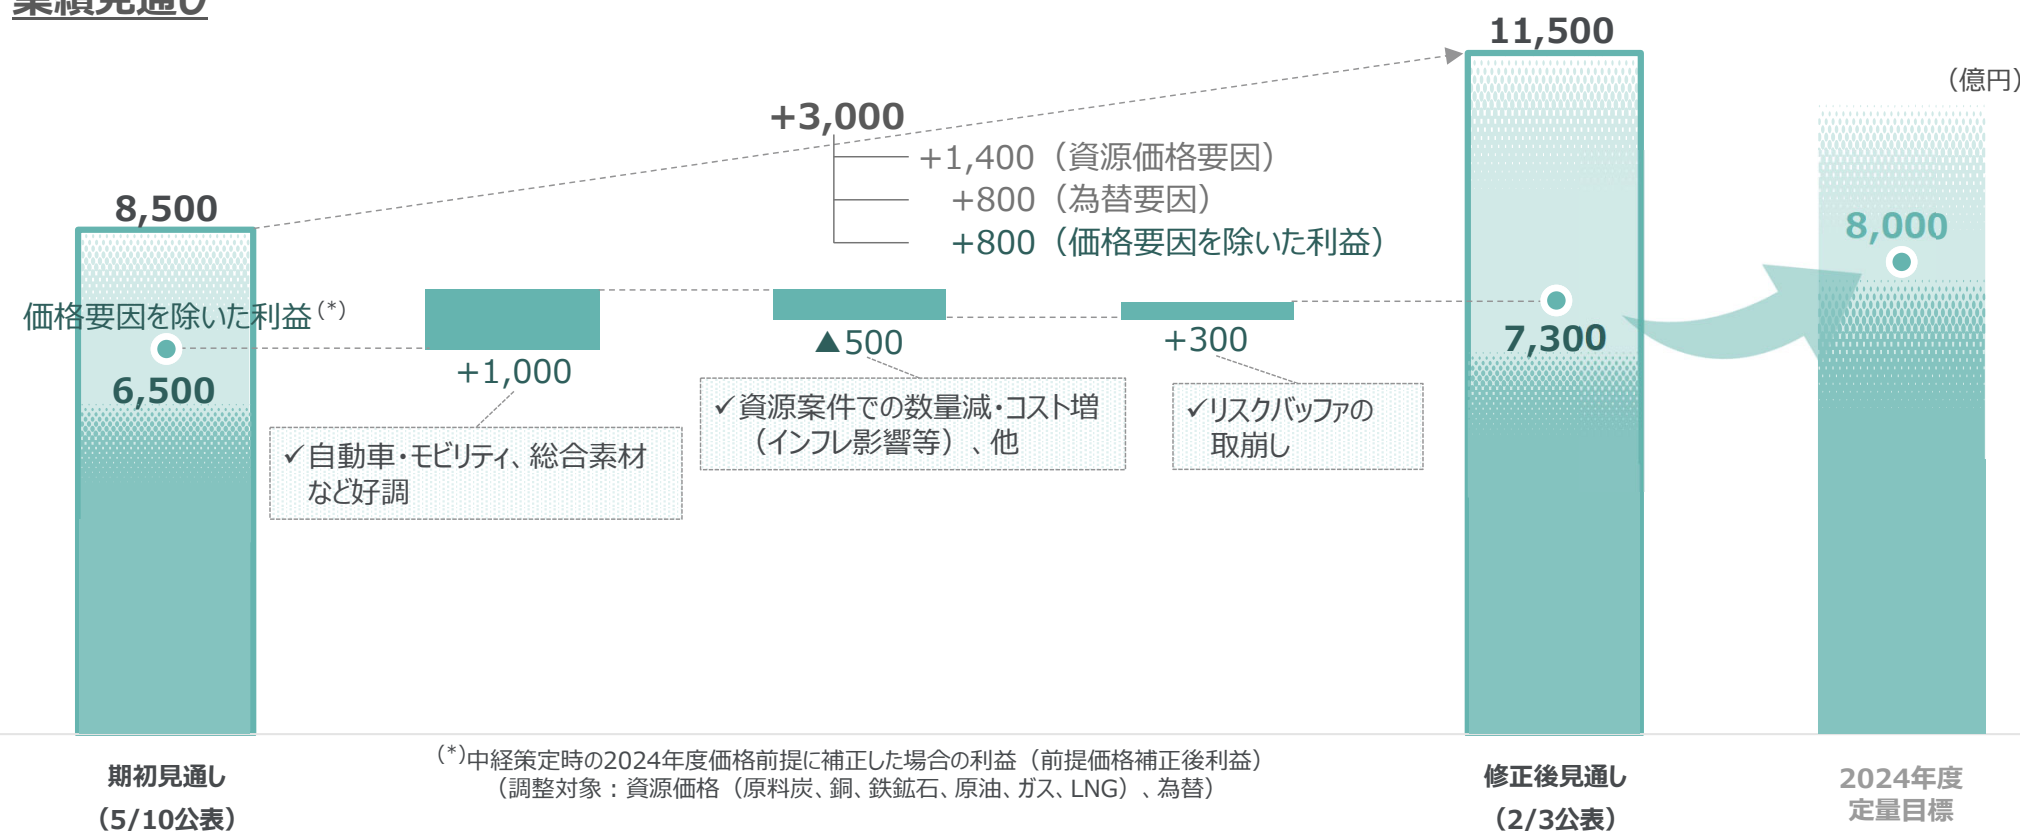 業績見通し
11,500
(億円)
+3,000
+1,400(資源価格要因)
+800(為替要因)
+800(価格要因を除いた利益)
8,500
8,000
価格要因を除いた利益(*)
6,500
+1,000
▲500
+300
7,300
✓自動車・モビリティ、総合素材
など好調
✓資源案件での数量減・コスト増
(インフレ影響等)、他
✓リスクバッファの
取崩し
期初見通し
(5/10公表)
(*)中経策定時の2024年度価格前提に補正した場合の利益(前提価格補正後利益)
(調整対象:資源価格(原料炭、銅、鉄鉱石、原油、ガス、LNG)、為替)
修正後見通し
(2/3公表)
2024年度
定量目標